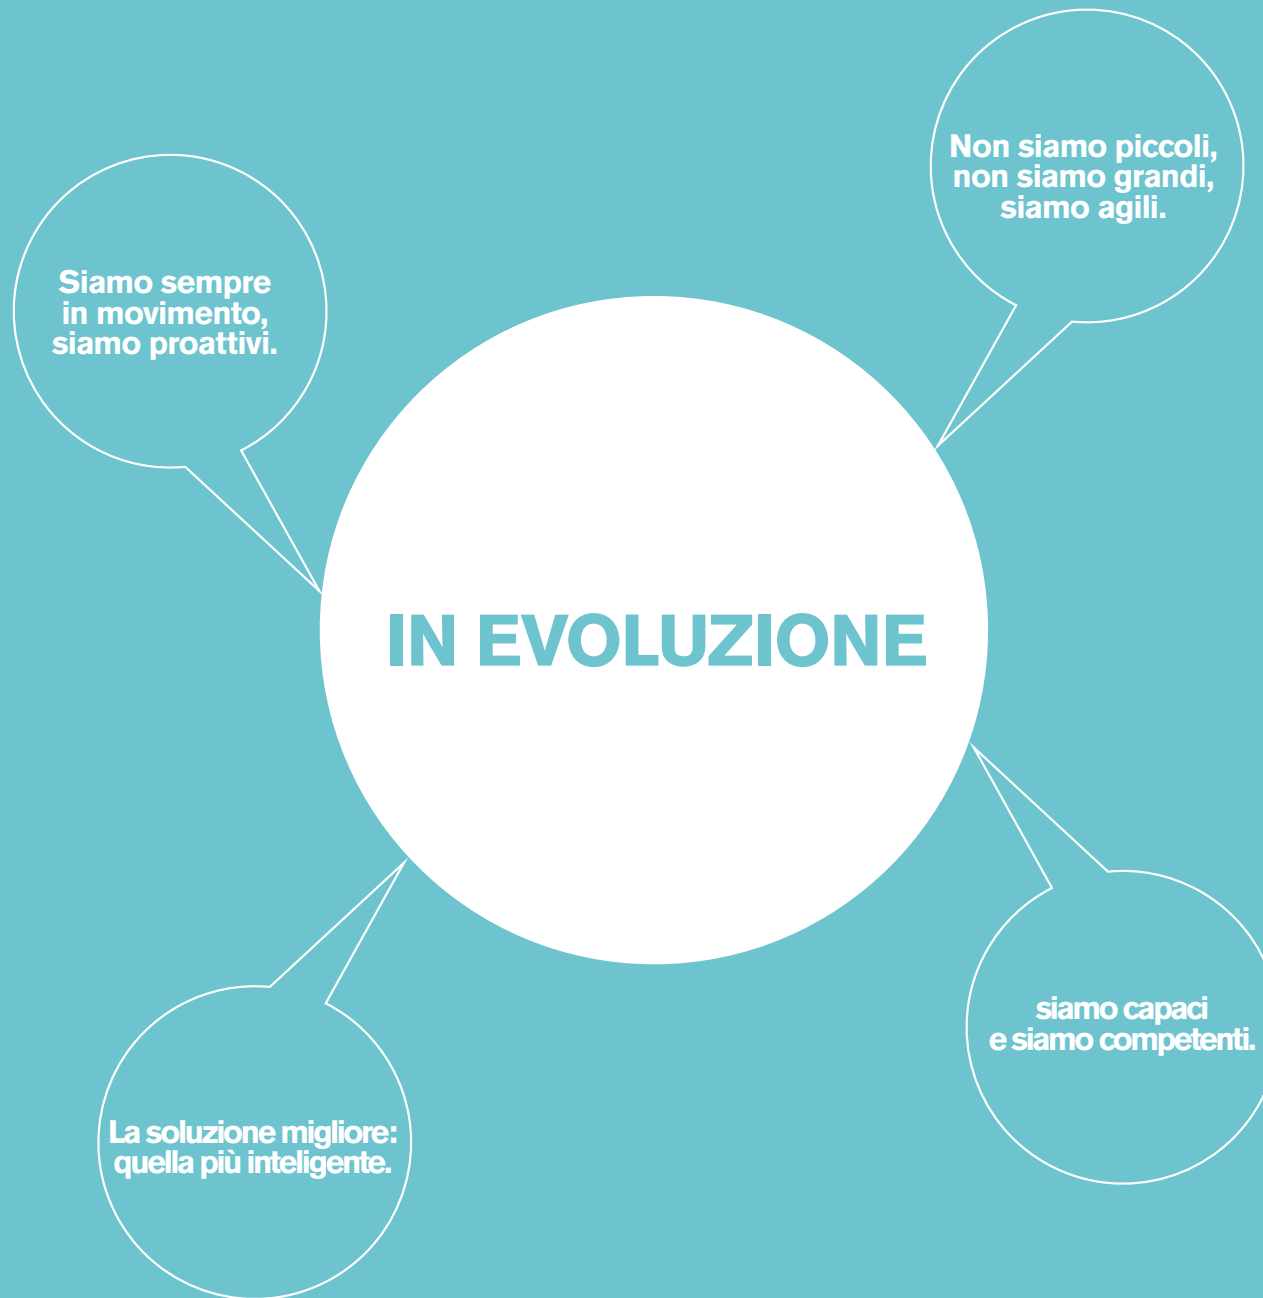 Non siamo piccoli,
non siamo grandi,
siamo agili.
Siamo sempre
in movimento,
siamo proattivi.
IN EVOLUZIONE
siamo capaci
e siamo competenti.
La soluzione migliore:
quella più inteligente.